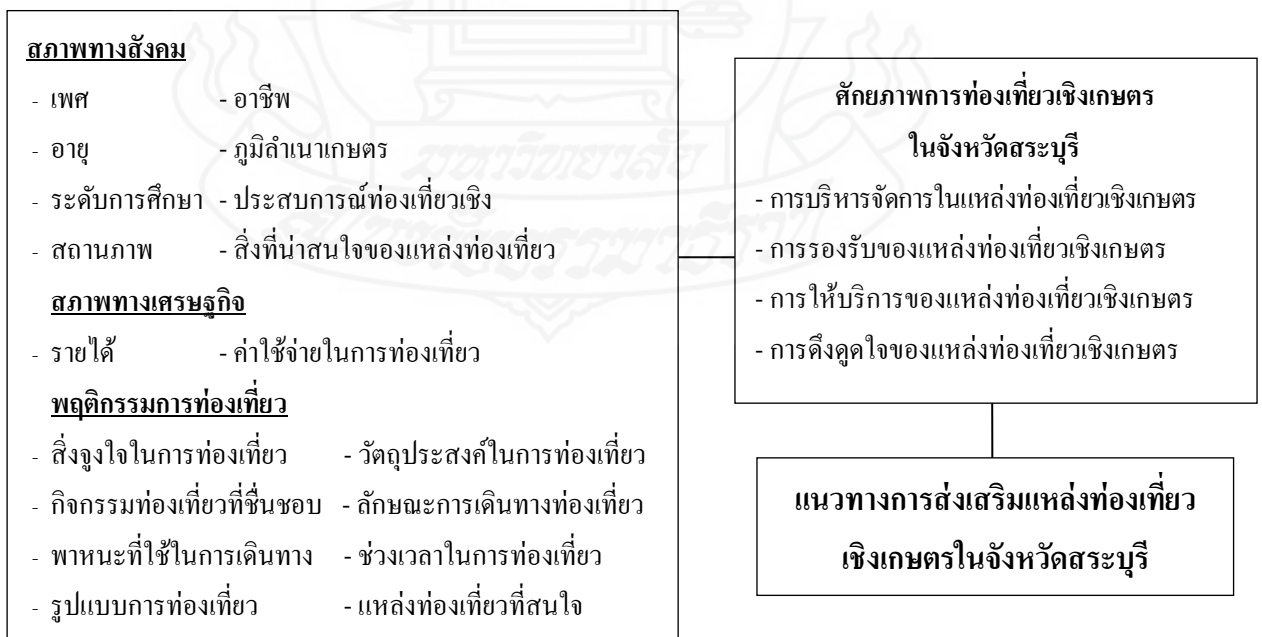 สภาพทางสังคม
- เพศ - อาชีพ
- อายุ - ภูมิลำเนาเกษตร
- ระดับการศึกษา - ประสบการณ์ท่องเที่ยวเชิง
- สถานภาพ - สิ่งที่น่าสนใจของแหล่งท่องเที่ยว
สภาพทางเศรษฐกิจ
- รายได้ - ค่าใช้จ่ายในการท่องเที่ยว
พฤติกรรมการท่องเที่ยว
- สิ่งจูงใจในการท่องเที่ยว - วัตถุประสงค์ในการท่องเที่ยว
- กิจกรรมท่องเที่ยวที่ชื่นชอบ - ลักษณะการเดินทางท่องเที่ยว
- พาหนะที่ใช้ในการเดินทาง - ช่วงเวลาในการท่องเที่ยว
- รูปแบบการท่องเที่ยว - แหล่งท่องเที่ยวที่สนใจ
ศักยภาพการท่องเที่ยวเชิงเกษตร
ในจังหวัดสระบุรี
- การบริหารจัดการในแหล่งท่องเที่ยวเชิงเกษตร
- การรองรับของแหล่งท่องเที่ยวเชิงเกษตร
- การให้บริการของแหล่งท่องเที่ยวเชิงเกษตร
- การดึงดูดใจของแหล่งท่องเที่ยวเชิงเกษตร
แนวทางการส่งเสริมแหล่งท่องเที่ยว
เชิงเกษตรในจังหวัดสระบุรี
มหาวิทยาลัย
สุโขทัยธรรมาธิราช